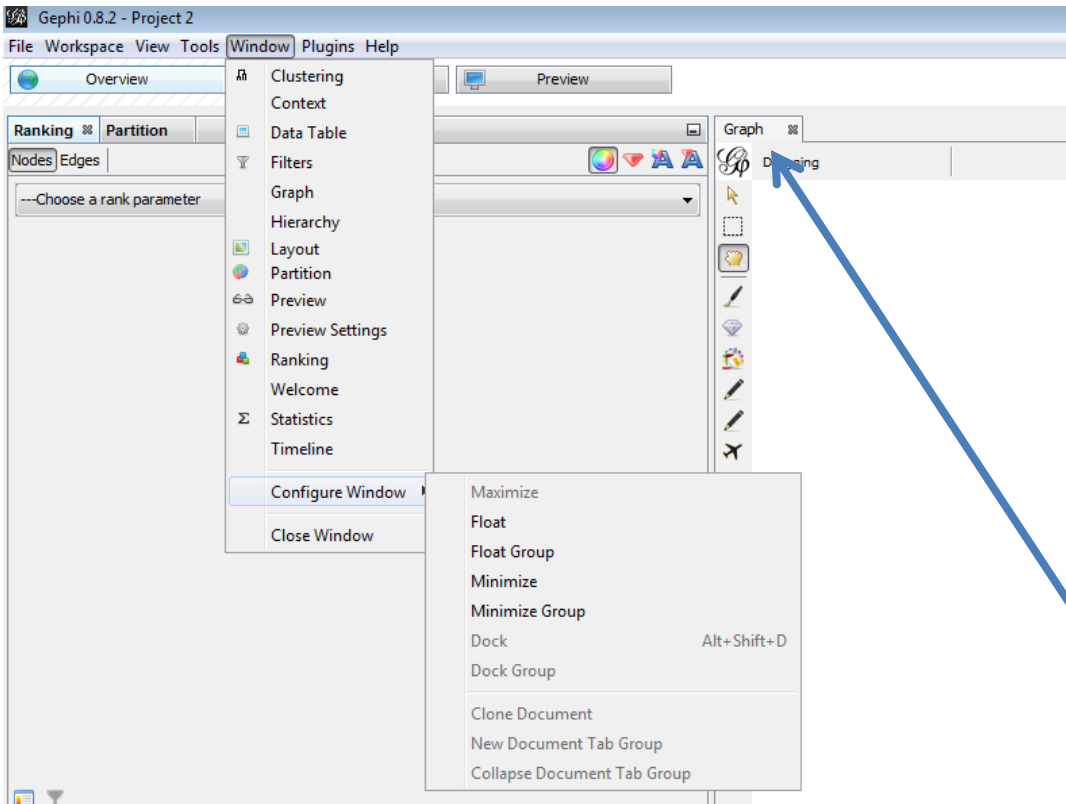 Gephi 0.8.2 - Project 2
File Workspace View Tools Window Plugins Help
Overview
Preview
Ranking Partition
Graph
Nodes Edges
---Choose a rank parameter
Clustering
Context
Data Table
Filters
Graph
Hierarchy
Layout
Partition
Preview
Preview Settings
Ranking
Welcome
Σ Statistics
Timeline
Configure Window
Close Window
Maximize
Float
Float Group
Minimize
Minimize Group
Dock Alt+Shift+D
Dock Group
Clone Document
New Document Tab Group
Collapse Document Tab Group